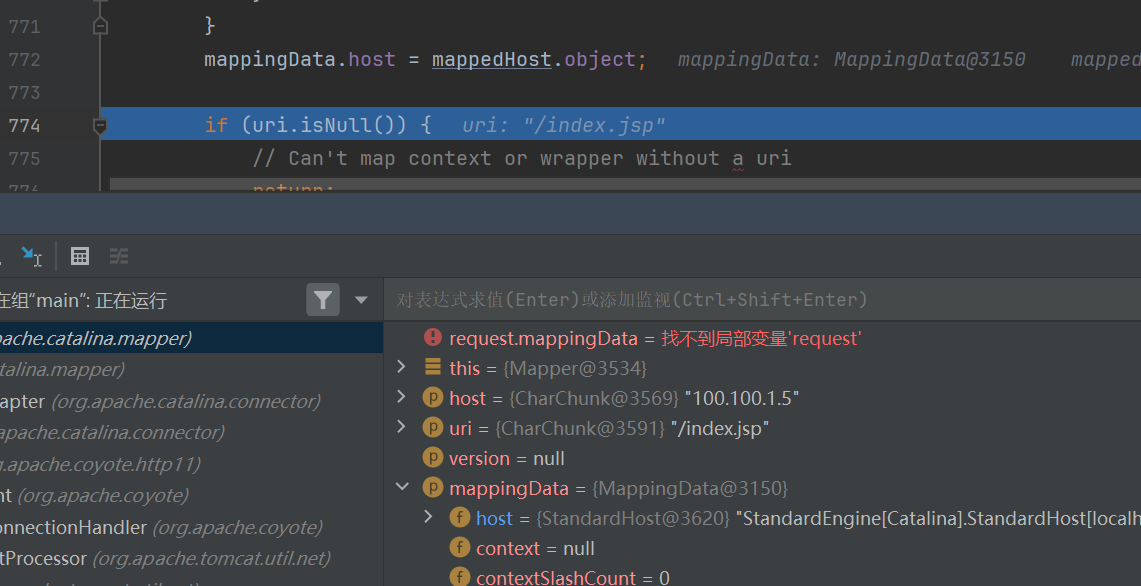 771 }
772 mappingData.host = mappedHost.object; mappingData: MappingData@3150 mapped
773
774 if (uri.isNull()) { uri: "/index.jsp"
775 // Can't map context or wrapper without a uri
776 return;
在组“main”: 正在运行
对表达式求值(Enter)或添加监视(Ctrl+Shift+Enter)
pache.catalina.mapper)
request.mappingData = 找不到局部变量'request'
this = {Mapper@3534}
talina.mapper)
host = {CharChunk@3569} "100.100.1.5"
apter (org.apache.catalina.connector)
uri = {CharChunk@3591} "/index.jsp"
apache.catalina.connector)
version = null
g.apache.coyote.http11)
mappingData = {MappingData@3150}
nt (org.apache.coyote)
host = {StandardHost@3620} "StandardEngine[Catalina].StandardHost[localh
onnectionHandler (org.apache.coyote)
context = null
tProcessor (org.apache.tomcat.util.net)
contextSlashCount = 0